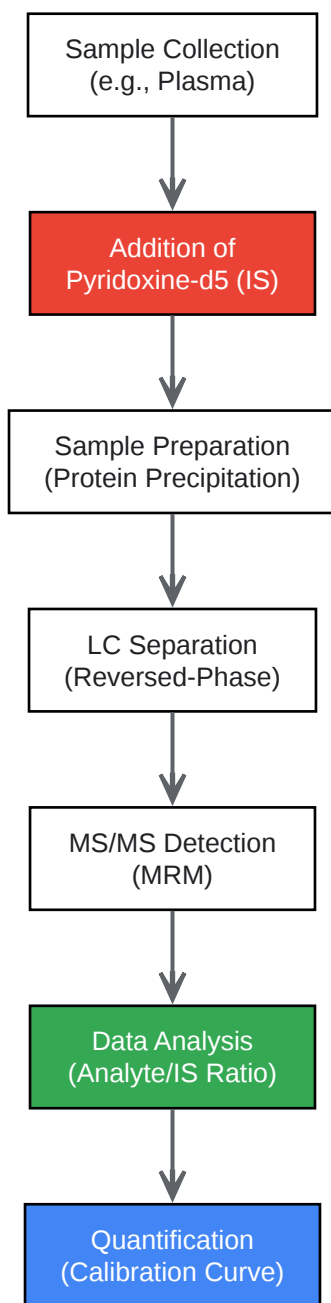 Sample Collection
(e.g., Plasma)
Addition of
Pyridoxine-d5 (IS)
Sample Preparation
(Protein Precipitation)
LC Separation
(Reversed-Phase)
MS/MS Detection
(MRM)
Data Analysis
(Analyte/IS Ratio)
Quantification
(Calibration Curve)